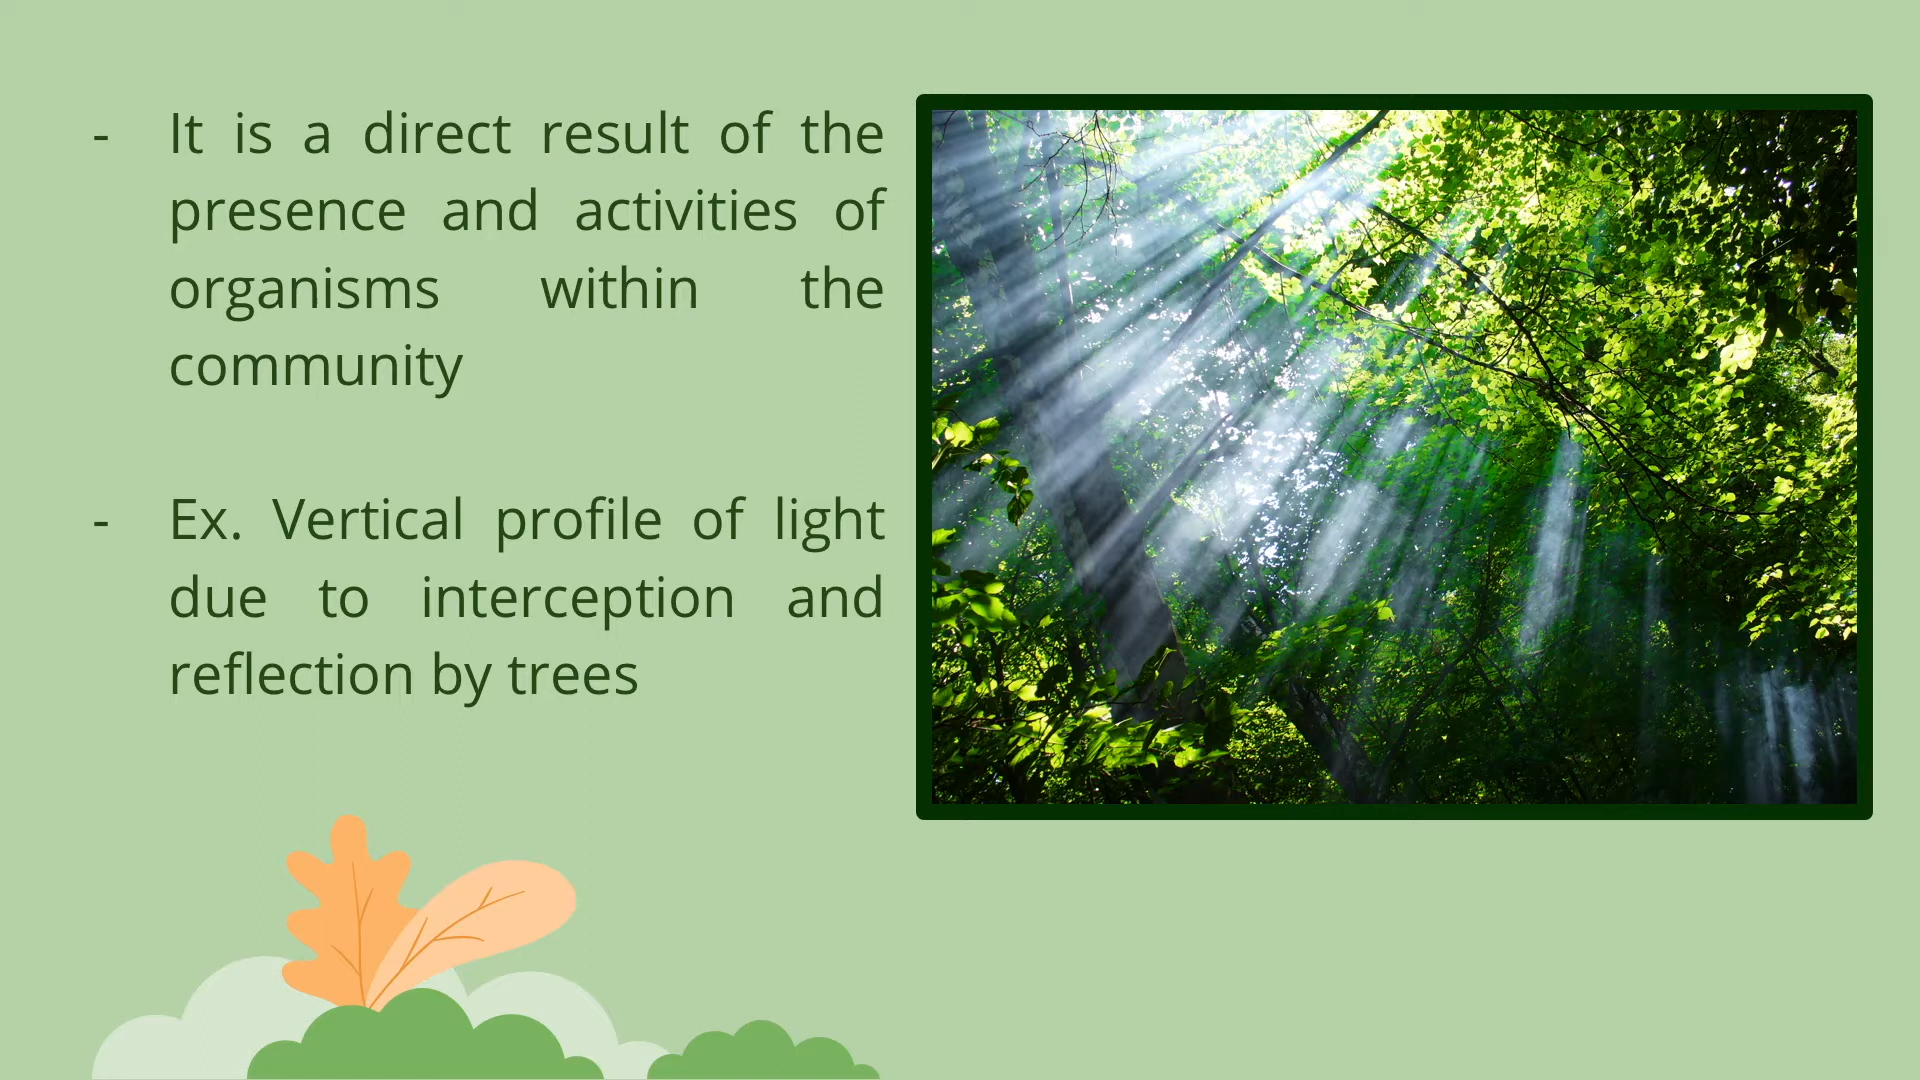 - It is a direct result of the
presence and activities of
organisms within the
community
- Ex. Vertical profile of light
due to interception and
reflection by trees